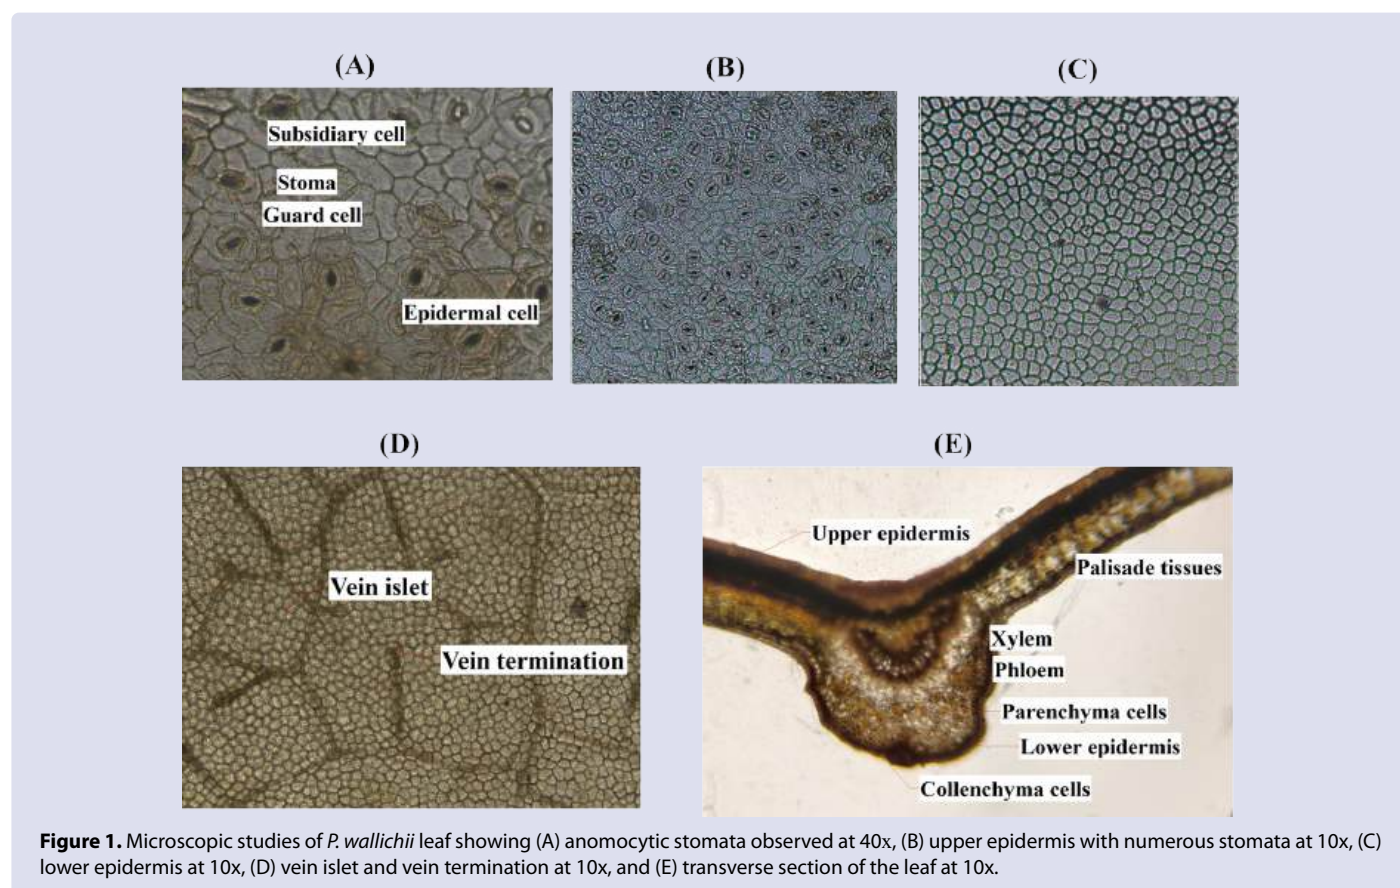 (A)
(B)
(C)
Subsidiary cell
Stoma
Guard cell
Epidermal cell
(D)
(E)
Vein islet
Vein termination
Upper epidermis
Palisade tissues
Xylem
Phloem
Parenchyma cells
Lower epidermis
Collenchyma cells
Figure 1. Microscopic studies of P. wallichii leaf showing (A) anomocytic stomata observed at 40x, (B) upper epidermis with numerous stomata at 10x, (C)
lower epidermis at 10x, (D) vein islet and vein termination at 10x, and (E) transverse section of the leaf at 10x.